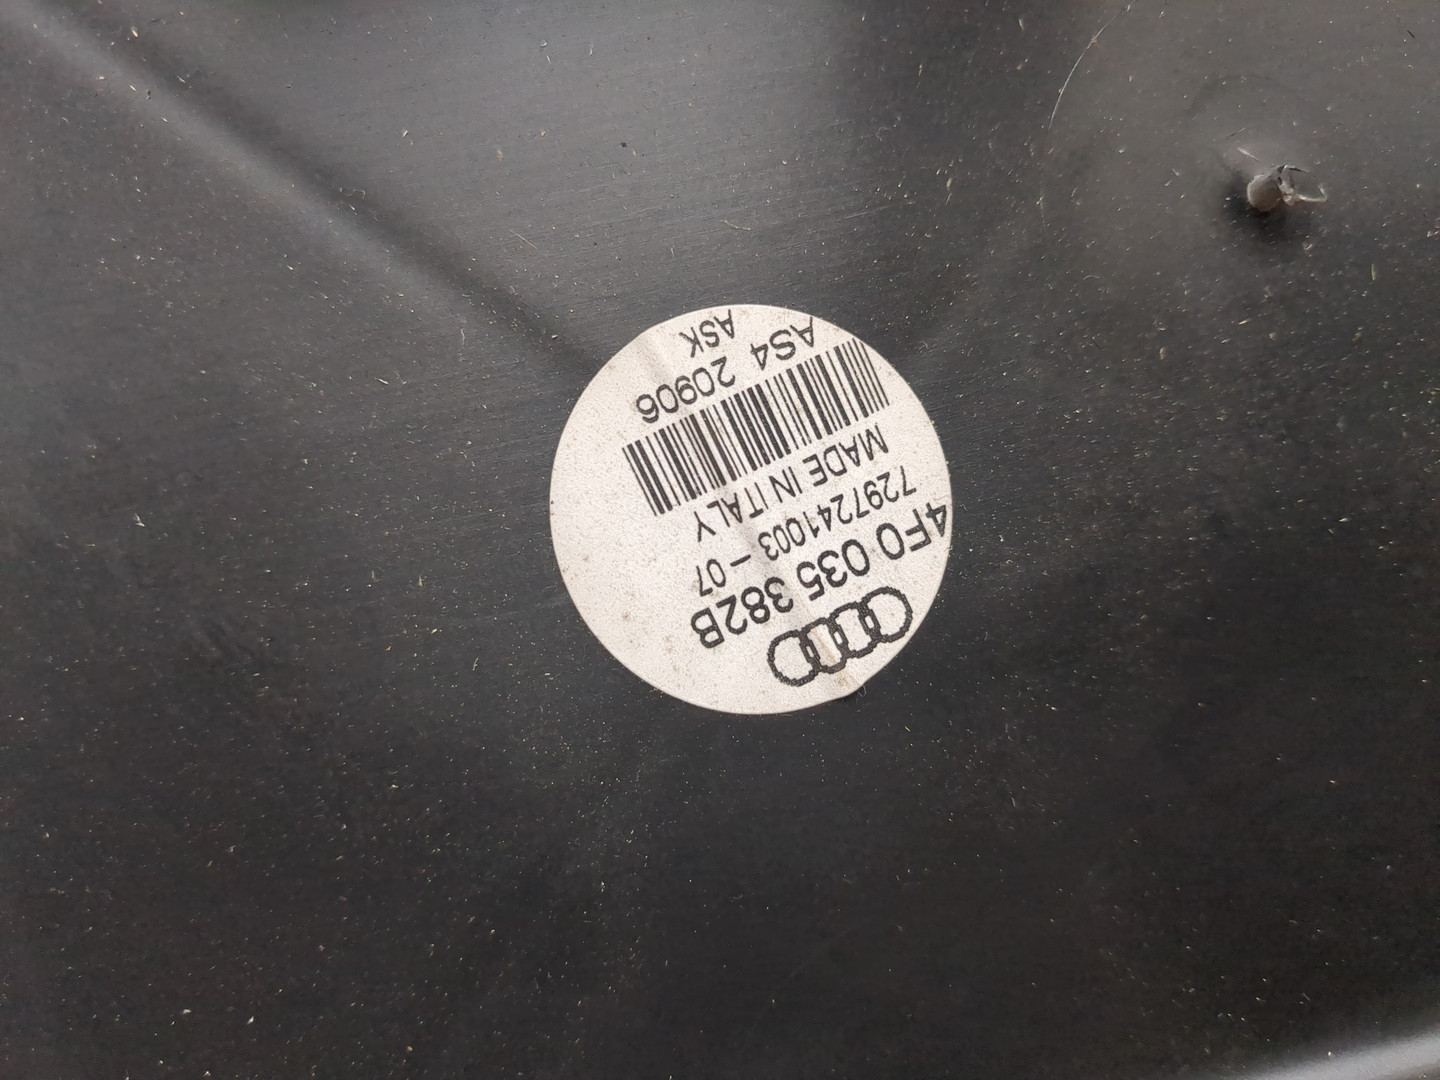 4F0 035 382B
7297241003-07
MADE IN ITALY
AS4 20906
ASK